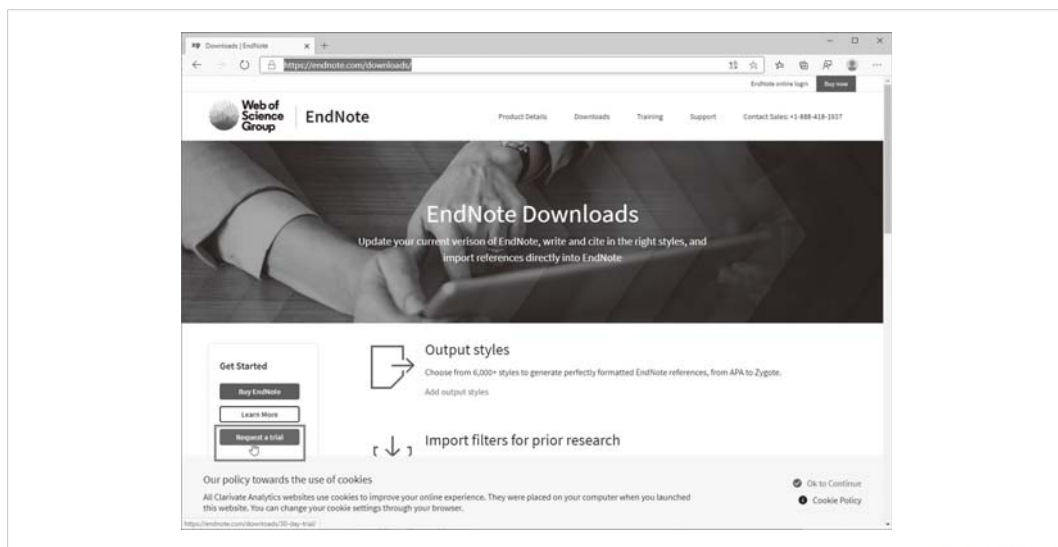 Downloads | EndNote
https://endnote.com/downloads/
EndNote online login Buy now
Web of
Science
Group
EndNote
Product Details Downloads Training Support Contact Sales: +1-888-418-1937
EndNote Downloads
Update your current verison of EndNote, write and cite in the right styles, and
import references directly into EndNote
Get Started
Buy EndNote
Learn More
Request a trial
Output styles
Choose from 6,000+ styles to generate perfectly formatted EndNote references, from APA to Zygote.
Add output styles
Import filters for prior research
Our policy towards the use of cookies
All Clarivate Analytics websites use cookies to improve your online experience. They were placed on your computer when you launched
this website. You can change your cookie settings through your browser.
Ok to Continue
Cookie Policy
https://endnote.com/downloads/30-day-trial/